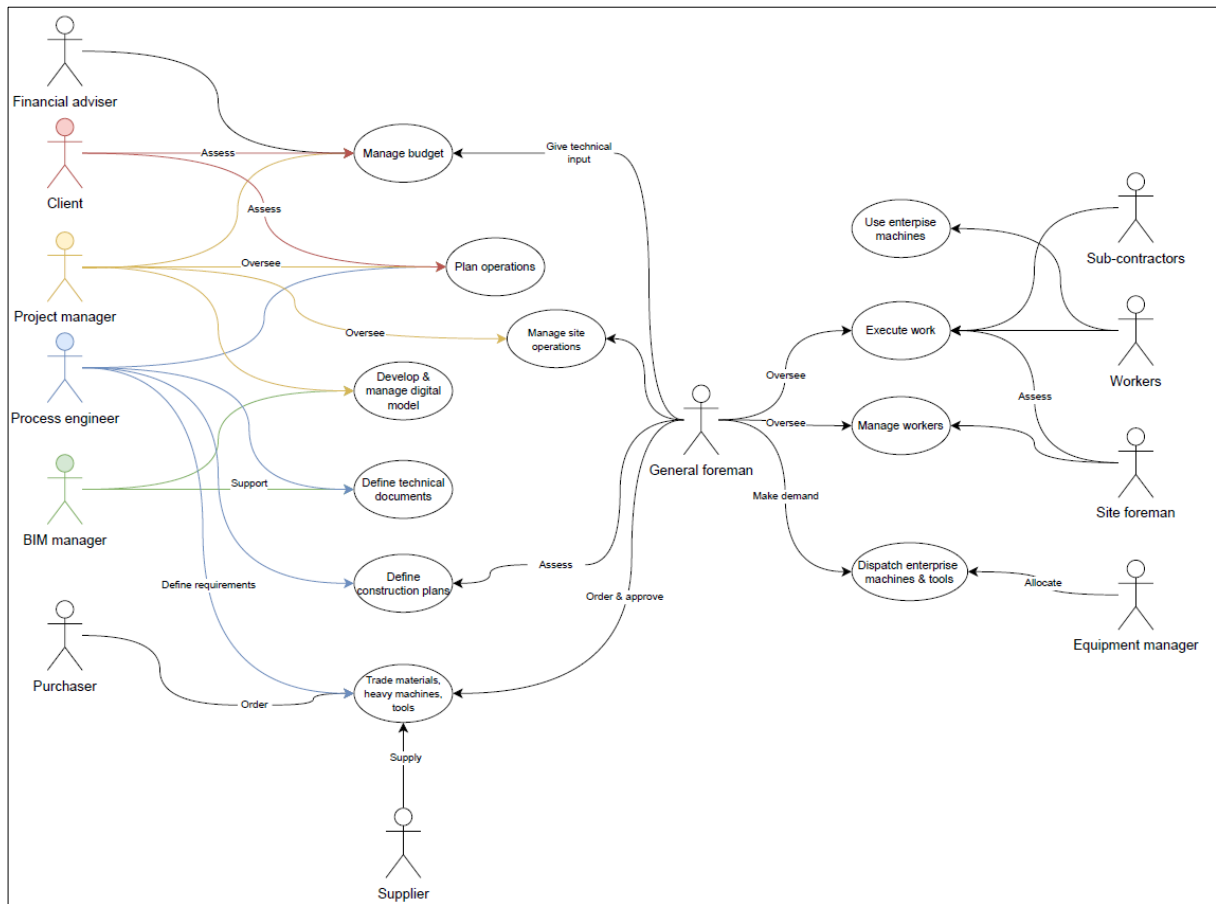 Financial adviser
Client
Project manager
Process engineer
BIM manager
Purchaser
Supplier
Assess
Assess
Oversee
Oversee
Support
Define requirements
Order
Supply
Manage budget
Plan operations
Manage site
operations
Develop &
manage digital
model
Define technical
documents
Define
construction plans
Trade materials,
heavy machines,
tools
Give technical
input
Assess
Order & approve
General foreman
Oversee
Oversee
Make demand
Use enterpise
machines
Execute work
Manage workers
Dispatch enterprise
machines & tools
Assess
Allocate
Sub-contractors
Workers
Site foreman
Equipment manager